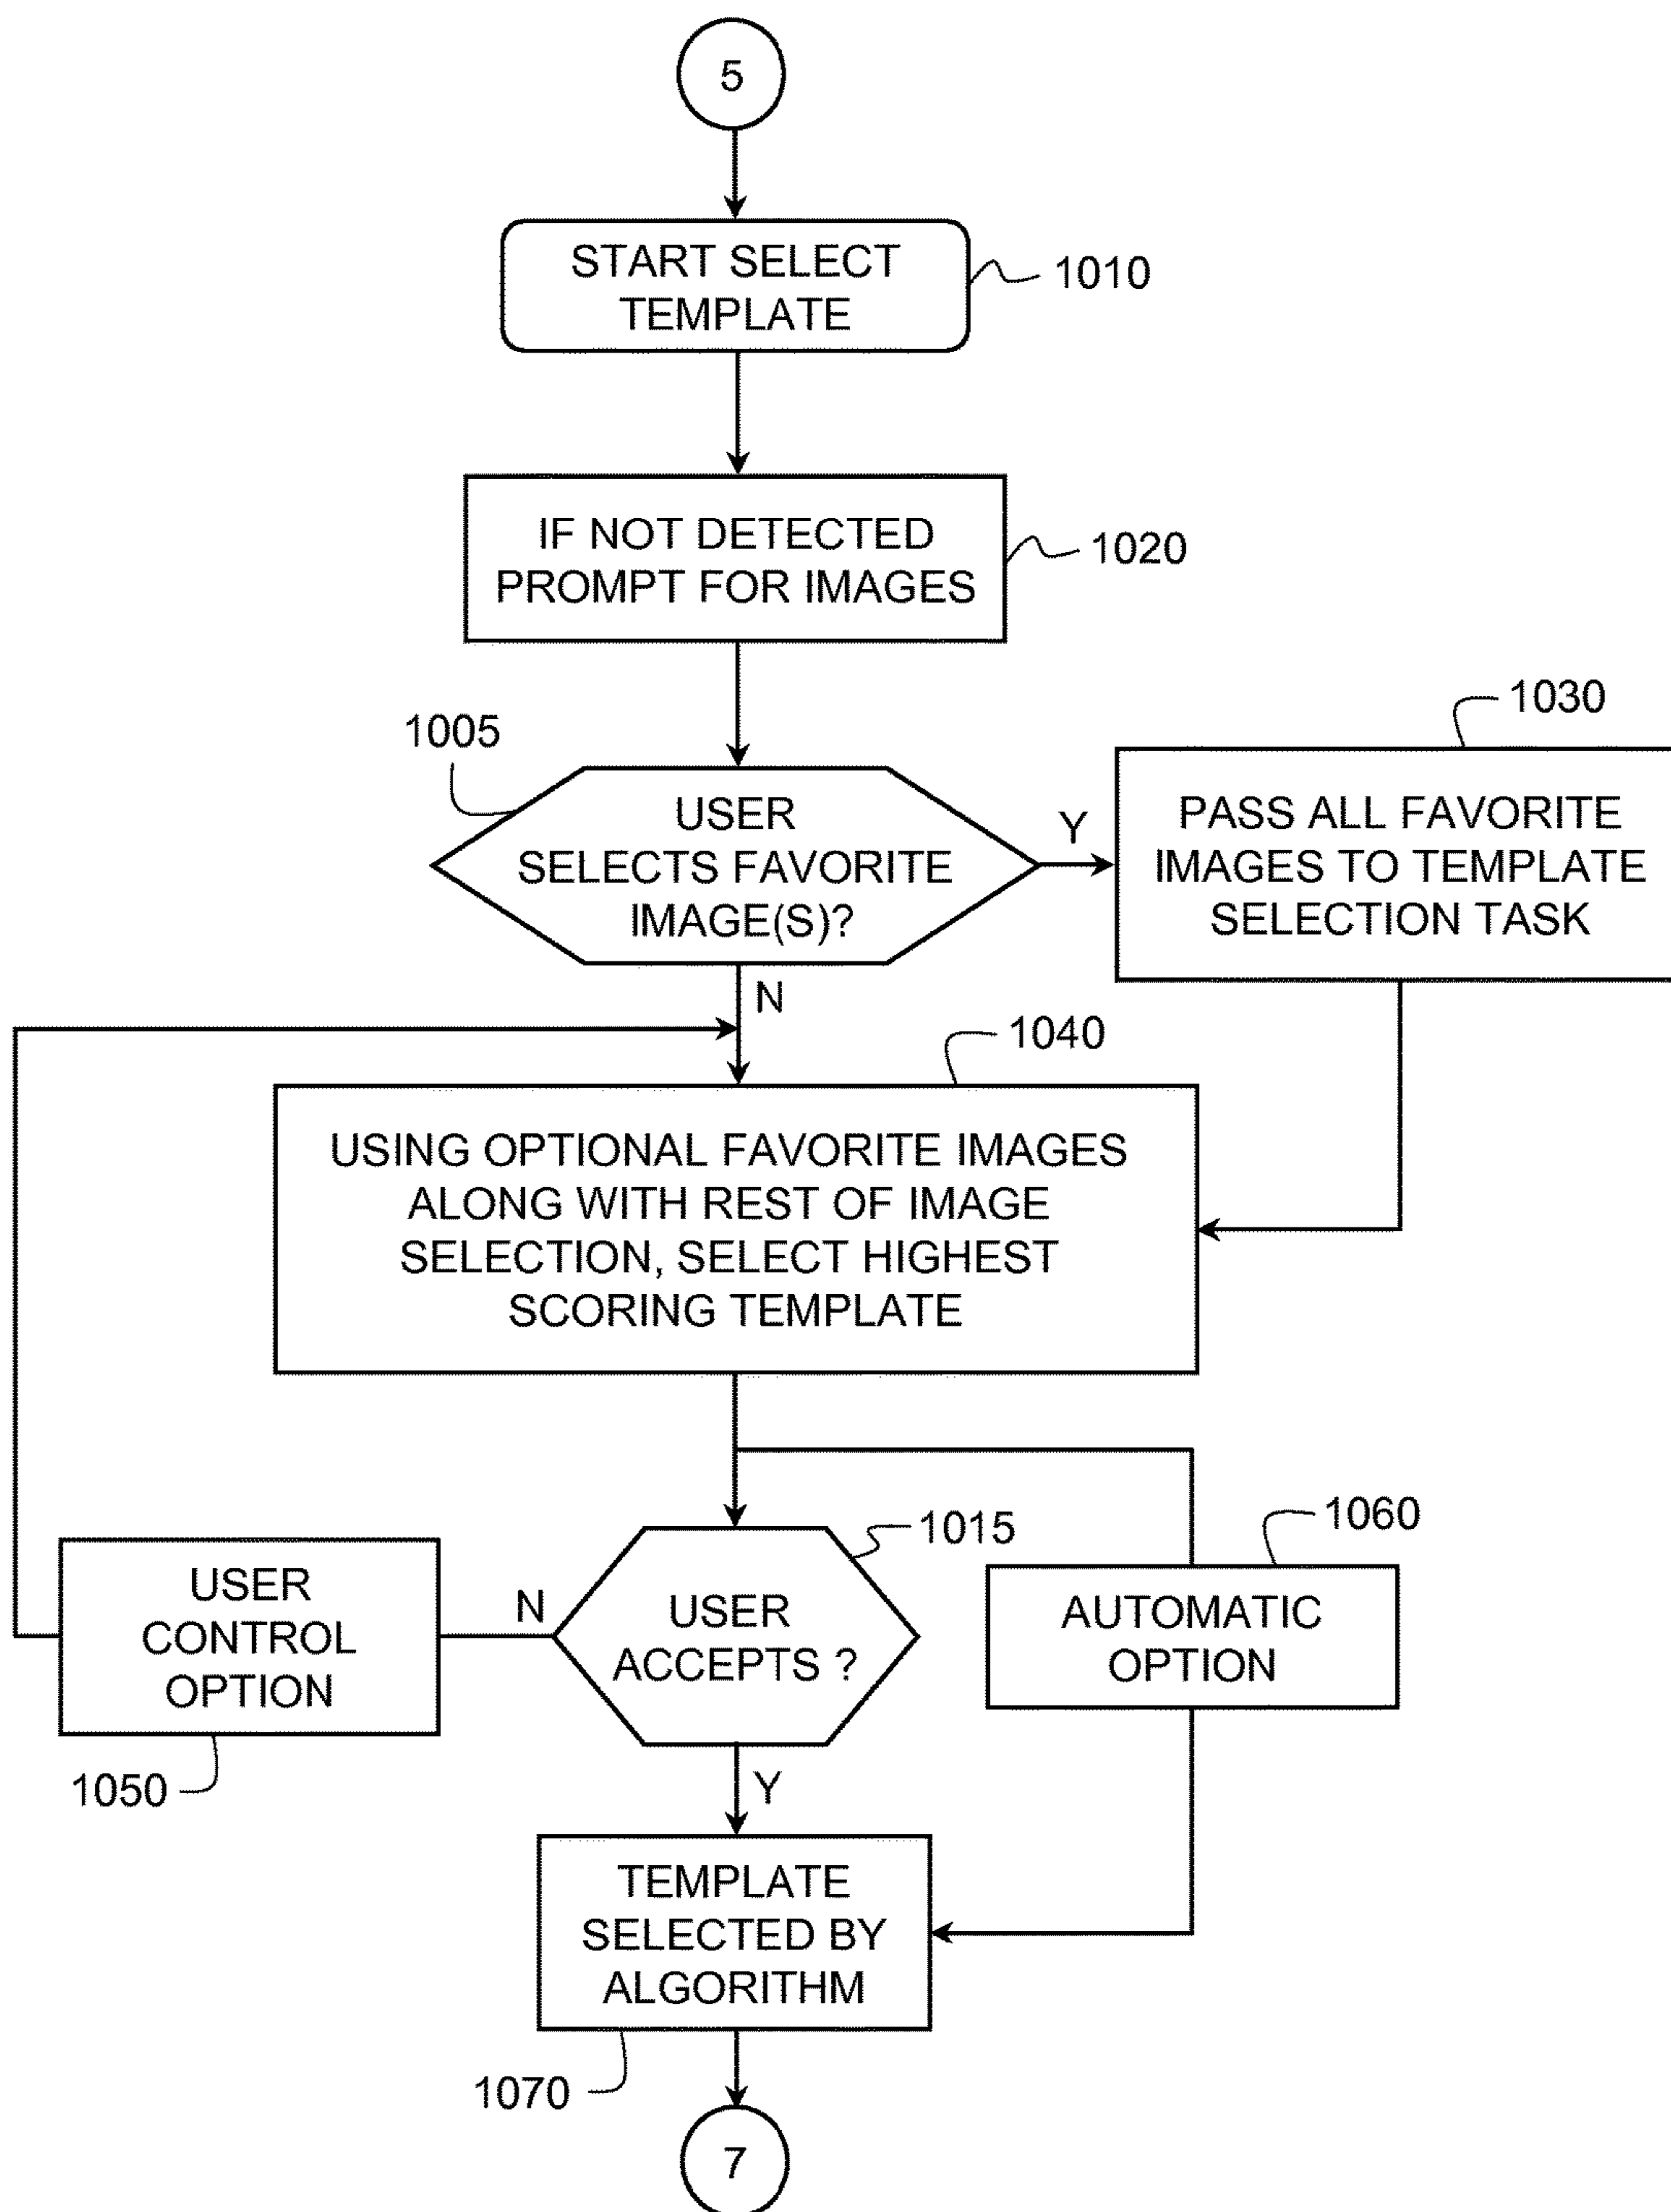 5
START SELECT
TEMPLATE
1010
IF NOT DETECTED
PROMPT FOR IMAGES
1020
1005
USER
SELECTS FAVORITE
IMAGE(S)?
Y
1030
PASS ALL FAVORITE
IMAGES TO TEMPLATE
SELECTION TASK
N
1040
USING OPTIONAL FAVORITE IMAGES
ALONG WITH REST OF IMAGE
SELECTION, SELECT HIGHEST
SCORING TEMPLATE
1015
USER
ACCEPTS ?
N
USER
CONTROL
OPTION
1050
1060
AUTOMATIC
OPTION
Y
TEMPLATE
SELECTED BY
ALGORITHM
1070
7